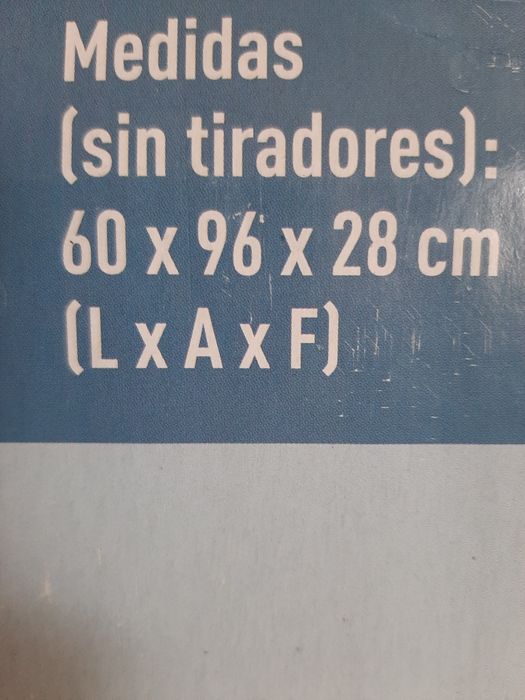 Medidas
(sin tiradores):
60 x 96 x 28 cm
(L x A x F)